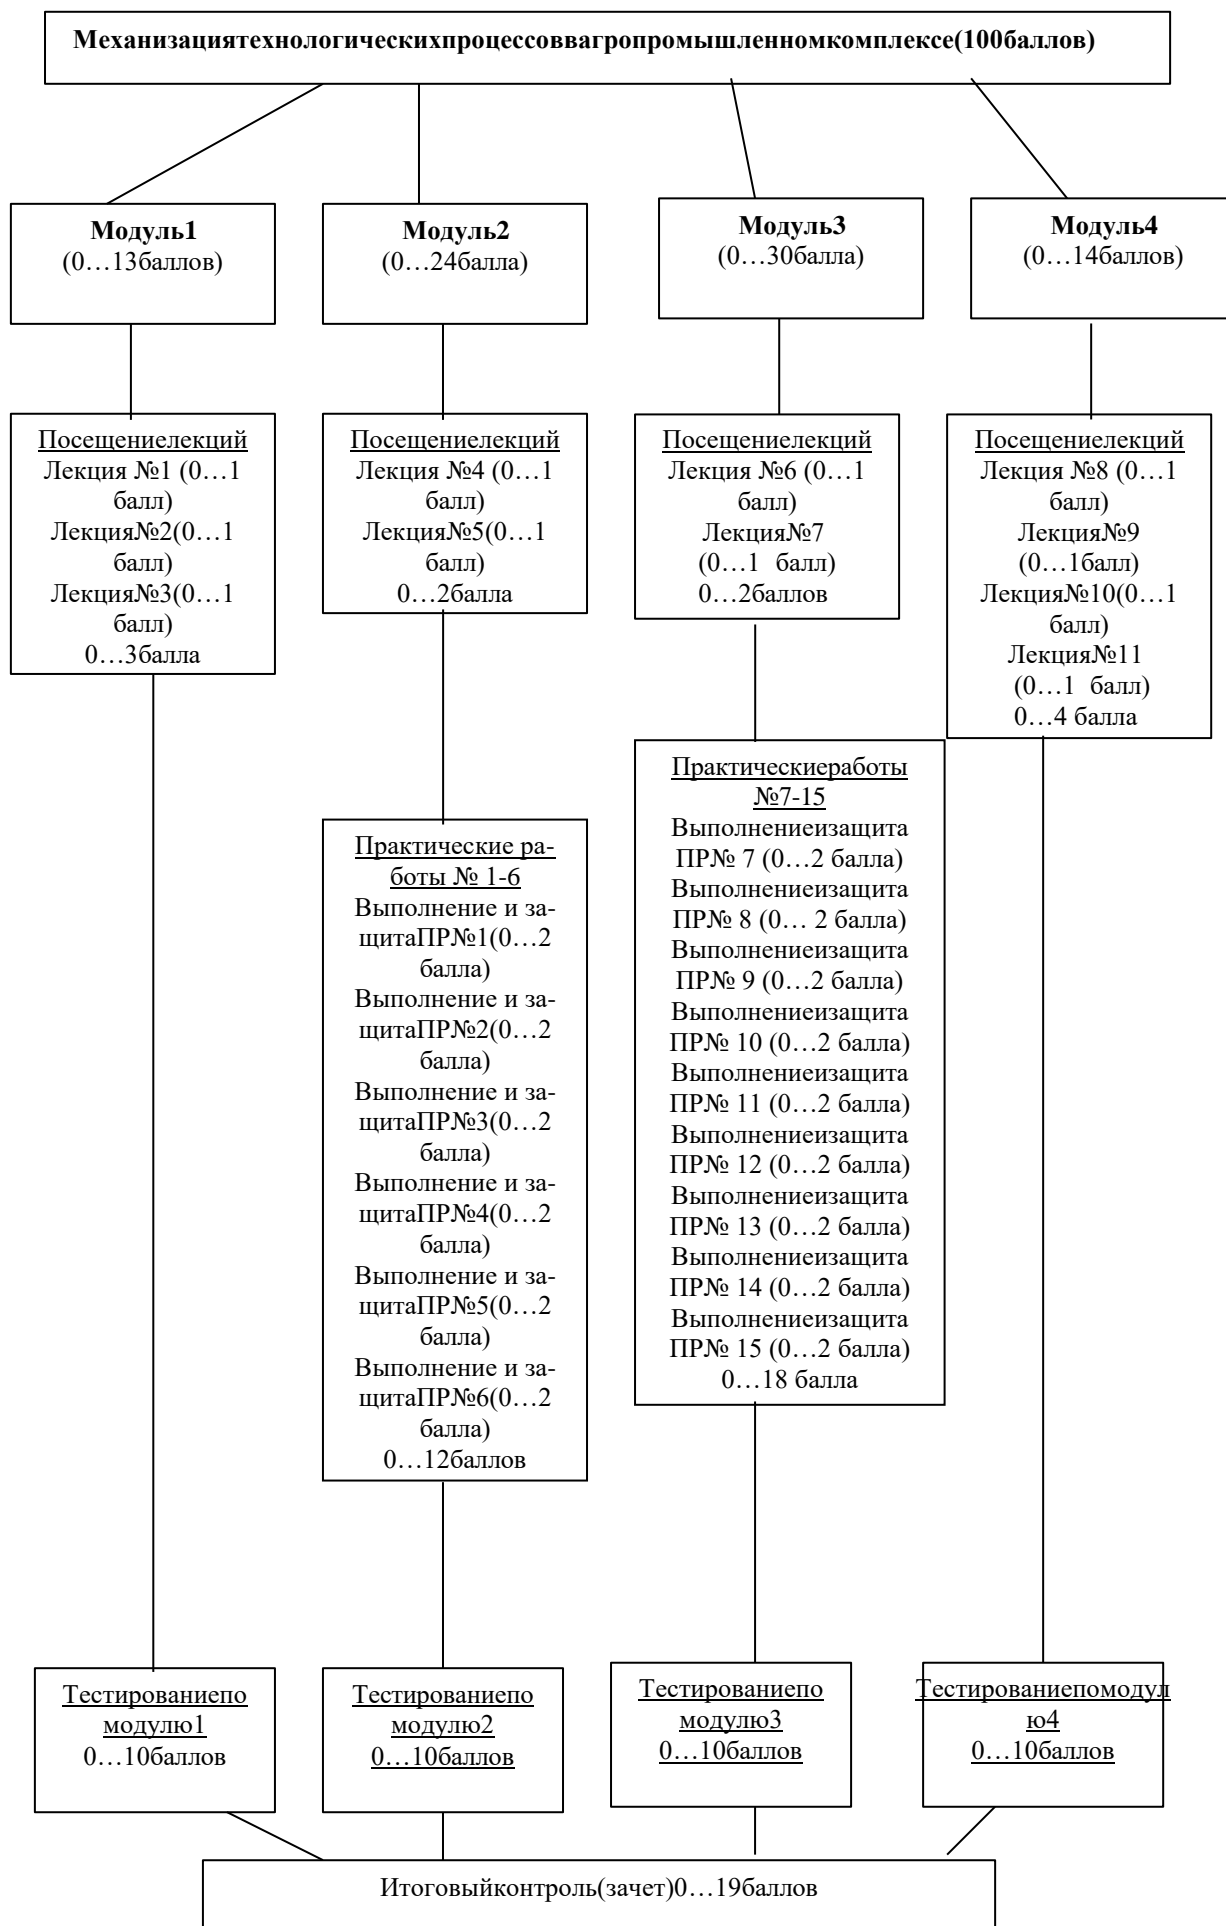 Механизациятехнологическихпроцессоввагропромышленномкомплексе(100баллов)
Модуль1
(0…13баллов)
Модуль2
(0…24балла)
Модуль3
(0…30балла)
Модуль4
(0…14баллов)
Посещениелекций
Лекция №1 (0…1
балл)
Лекция№2(0…1
балл)
Лекция№3(0…1
балл)
0…3балла
Посещениелекций
Лекция №4 (0…1
балл)
Лекция№5(0…1
балл)
0…2балла
Посещениелекций
Лекция №6 (0…1
балл)
Лекция№7
(0…1 балл)
0…2баллов
Посещениелекций
Лекция №8 (0…1
балл)
Лекция№9
(0…1балл)
Лекция№10(0…1
балл)
Лекция№11
(0…1 балл)
0…4 балла
Практические ра-
боты № 1-6
Выполнение и за-
щитаПР№1(0…2
балла)
Выполнение и за-
щитаПР№2(0…2
балла)
Выполнение и за-
щитаПР№3(0…2
балла)
Выполнение и за-
щитаПР№4(0…2
балла)
Выполнение и за-
щитаПР№5(0…2
балла)
Выполнение и за-
щитаПР№6(0…2
балла)
0…12баллов
Практическиеработы
№7-15
Выполнениеизащита
ПР№ 7 (0…2 балла)
Выполнениеизащита
ПР№ 8 (0… 2 балла)
Выполнениеизащита
ПР№ 9 (0…2 балла)
Выполнениеизащита
ПР№ 10 (0…2 балла)
Выполнениеизащита
ПР№ 11 (0…2 балла)
Выполнениеизащита
ПР№ 12 (0…2 балла)
Выполнениеизащита
ПР№ 13 (0…2 балла)
Выполнениеизащита
ПР№ 14 (0…2 балла)
Выполнениеизащита
ПР№ 15 (0…2 балла)
0…18 балла
Тестированиепо
модулю1
0…10баллов
Тестированиепо
модулю2
0…10баллов
Тестированиепо
модулю3
0…10баллов
Тестированиепомодул
ю4
0…10баллов
Итоговыйконтроль(зачет)0…19баллов